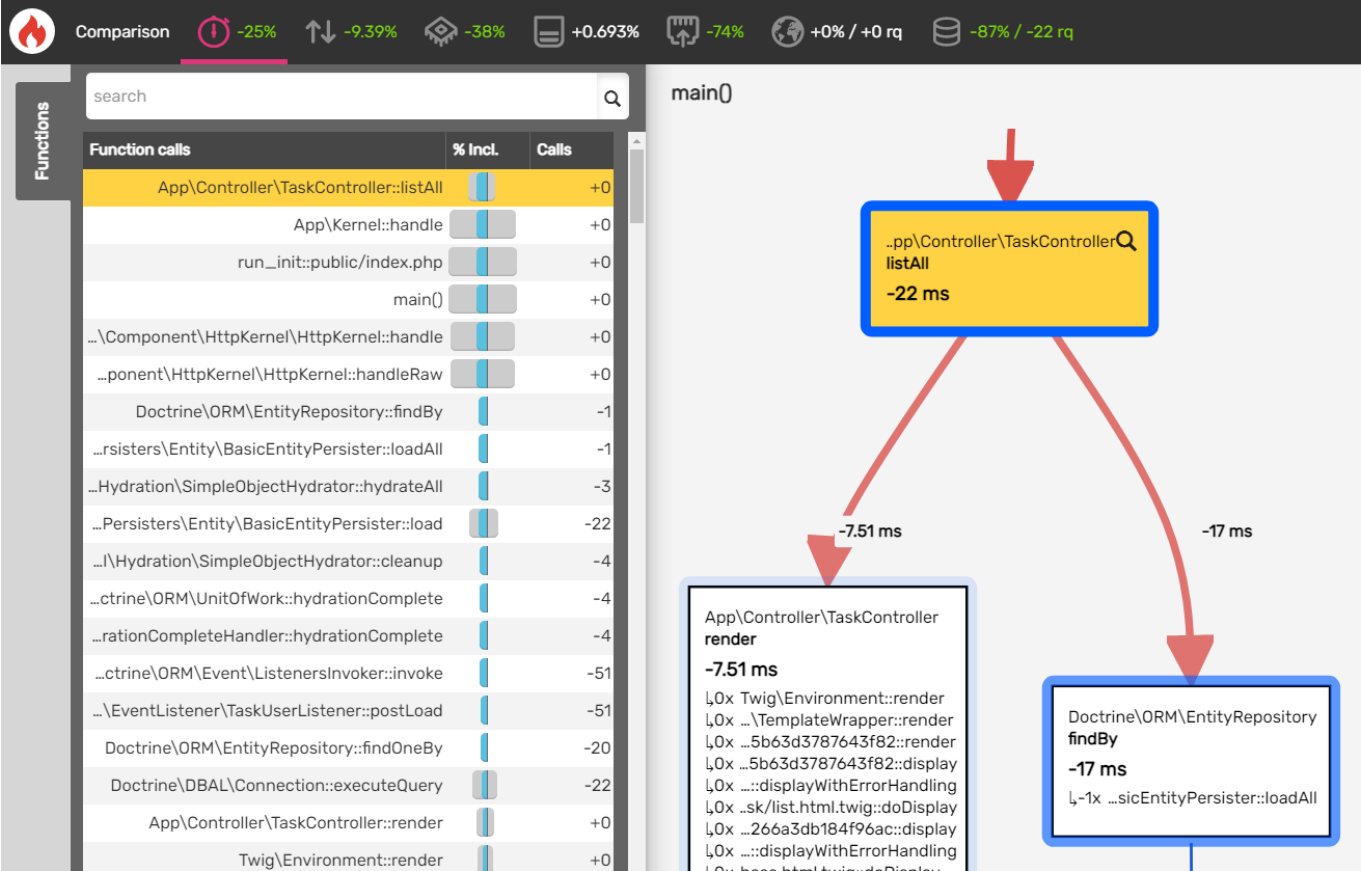 Comparison -25% -9.39% -38% +0.693% -74% +0% / +0 rq -87% / -22 rq
Functions
search
Function calls % Incl. Calls
App\Controller\TaskController::listAll +0
App\Kernel::handle +0
run_init::public/index.php +0
main() +0
…\Component\HttpKernel\HttpKernel::handle +0
…ponent\HttpKernel\HttpKernel::handleRaw +0
Doctrine\ORM\EntityRepository::findBy -1
…rsisters\Entity\BasicEntityPersister::loadAll -1
…Hydration\SimpleObjectHydrator::hydrateAll -3
…Persisters\Entity\BasicEntityPersister::load -22
…l\Hydration\SimpleObjectHydrator::cleanup -4
…ctrine\ORM\UnitOfWork::hydrationComplete -4
…rationCompleteHandler::hydrationComplete -4
…ctrine\ORM\Event\ListenersInvoker::invoke -51
…\EventListener\TaskUserListener::postLoad -51
Doctrine\ORM\EntityRepository::findOneBy -20
Doctrine\DBAL\Connection::executeQuery -22
App\Controller\TaskController::render +0
Twig\Environment::render +0
main()
…pp\Controller\TaskController
listAll
-22 ms
-7.51 ms
-17 ms
App\Controller\TaskController
render
-7.51 ms
↳0x Twig\Environment::render
↳0x …\TemplateWrapper::render
↳0x …5b63d3787643f82::render
↳0x …5b63d3787643f82::display
↳0x …::displayWithErrorHandling
↳0x …sk/list.html.twig::doDisplay
↳0x …266a3db184f96ac::display
↳0x …::displayWithErrorHandling
↳0x base.html.twig::doDisplay
Doctrine\ORM\EntityRepository
findBy
-17 ms
↳-1x …sicEntityPersister::loadAll